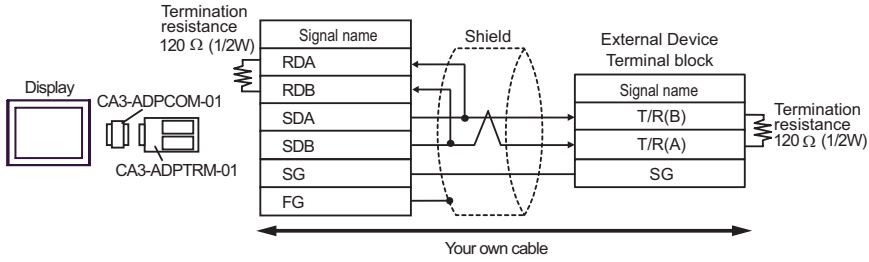 Termination
resistance
120 Ω (1/2W)
Display
CA3-ADPCOM-01
CA3-ADPTRM-01
Signal name
RDA
RDB
SDA
SDB
SG
FG
Shield
External Device
Terminal block
Signal name
T/R(B)
T/R(A)
SG
Termination
resistance
120 Ω (1/2W)
Your own cable